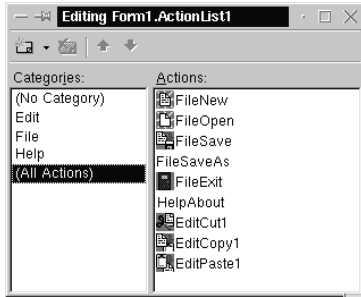 Editing Form1.ActionList1
Categories:
(No Category)
Edit
File
Help
(All Actions)
Actions:
FileNew
FileOpen
FileSave
FileSaveAs
FileExit
HelpAbout
EditCut1
EditCopy1
EditPaste1